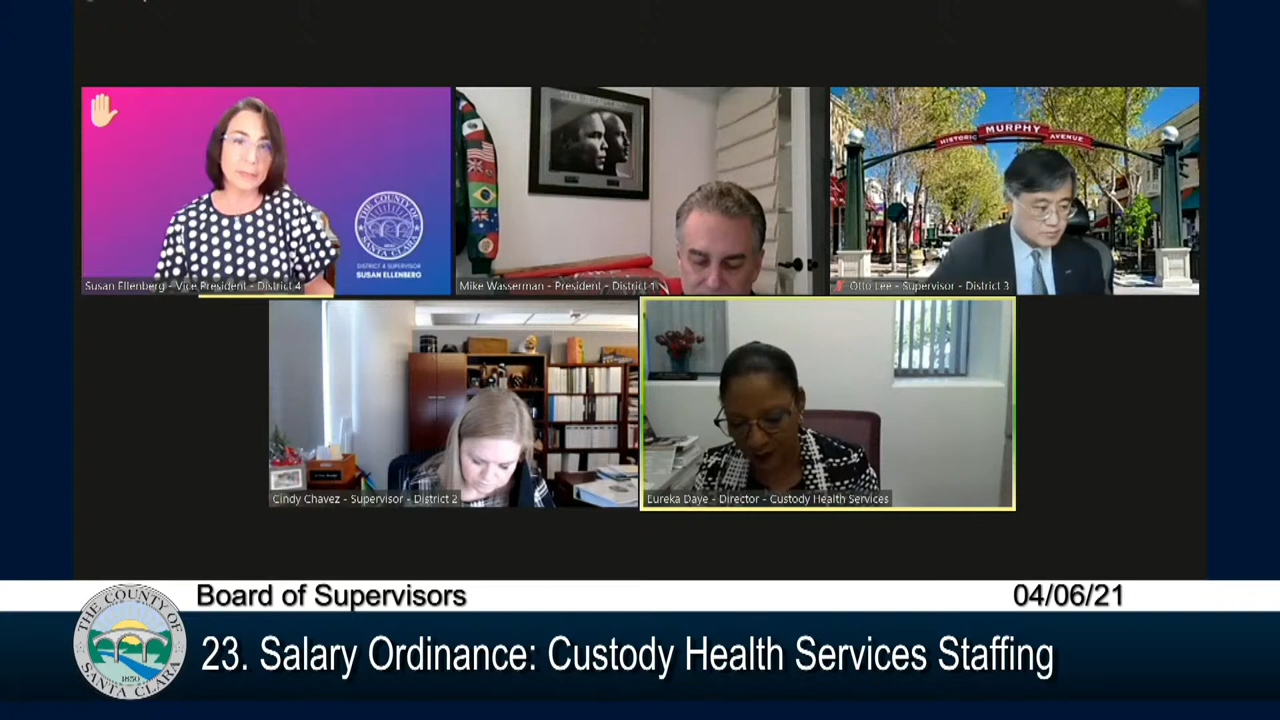 THE COUNTY OF
SANTA CLARA
DISTRICT 4 SUPERVISOR
SUSAN ELLENBERG
Susan Ellenberg - Vice President - District 4
Mike Wasserman - President - District 1
HISTORIC MURPHY AVENUE
Otto Lee - Supervisor - District 3
Cindy Chavez - Supervisor - District 2
Eureka Daye - Director - Custody Health Services
Board of Supervisors
04/06/21
THE COUNTY OF
SANTA CLARA
1850
23. Salary Ordinance: Custody Health Services Staffing